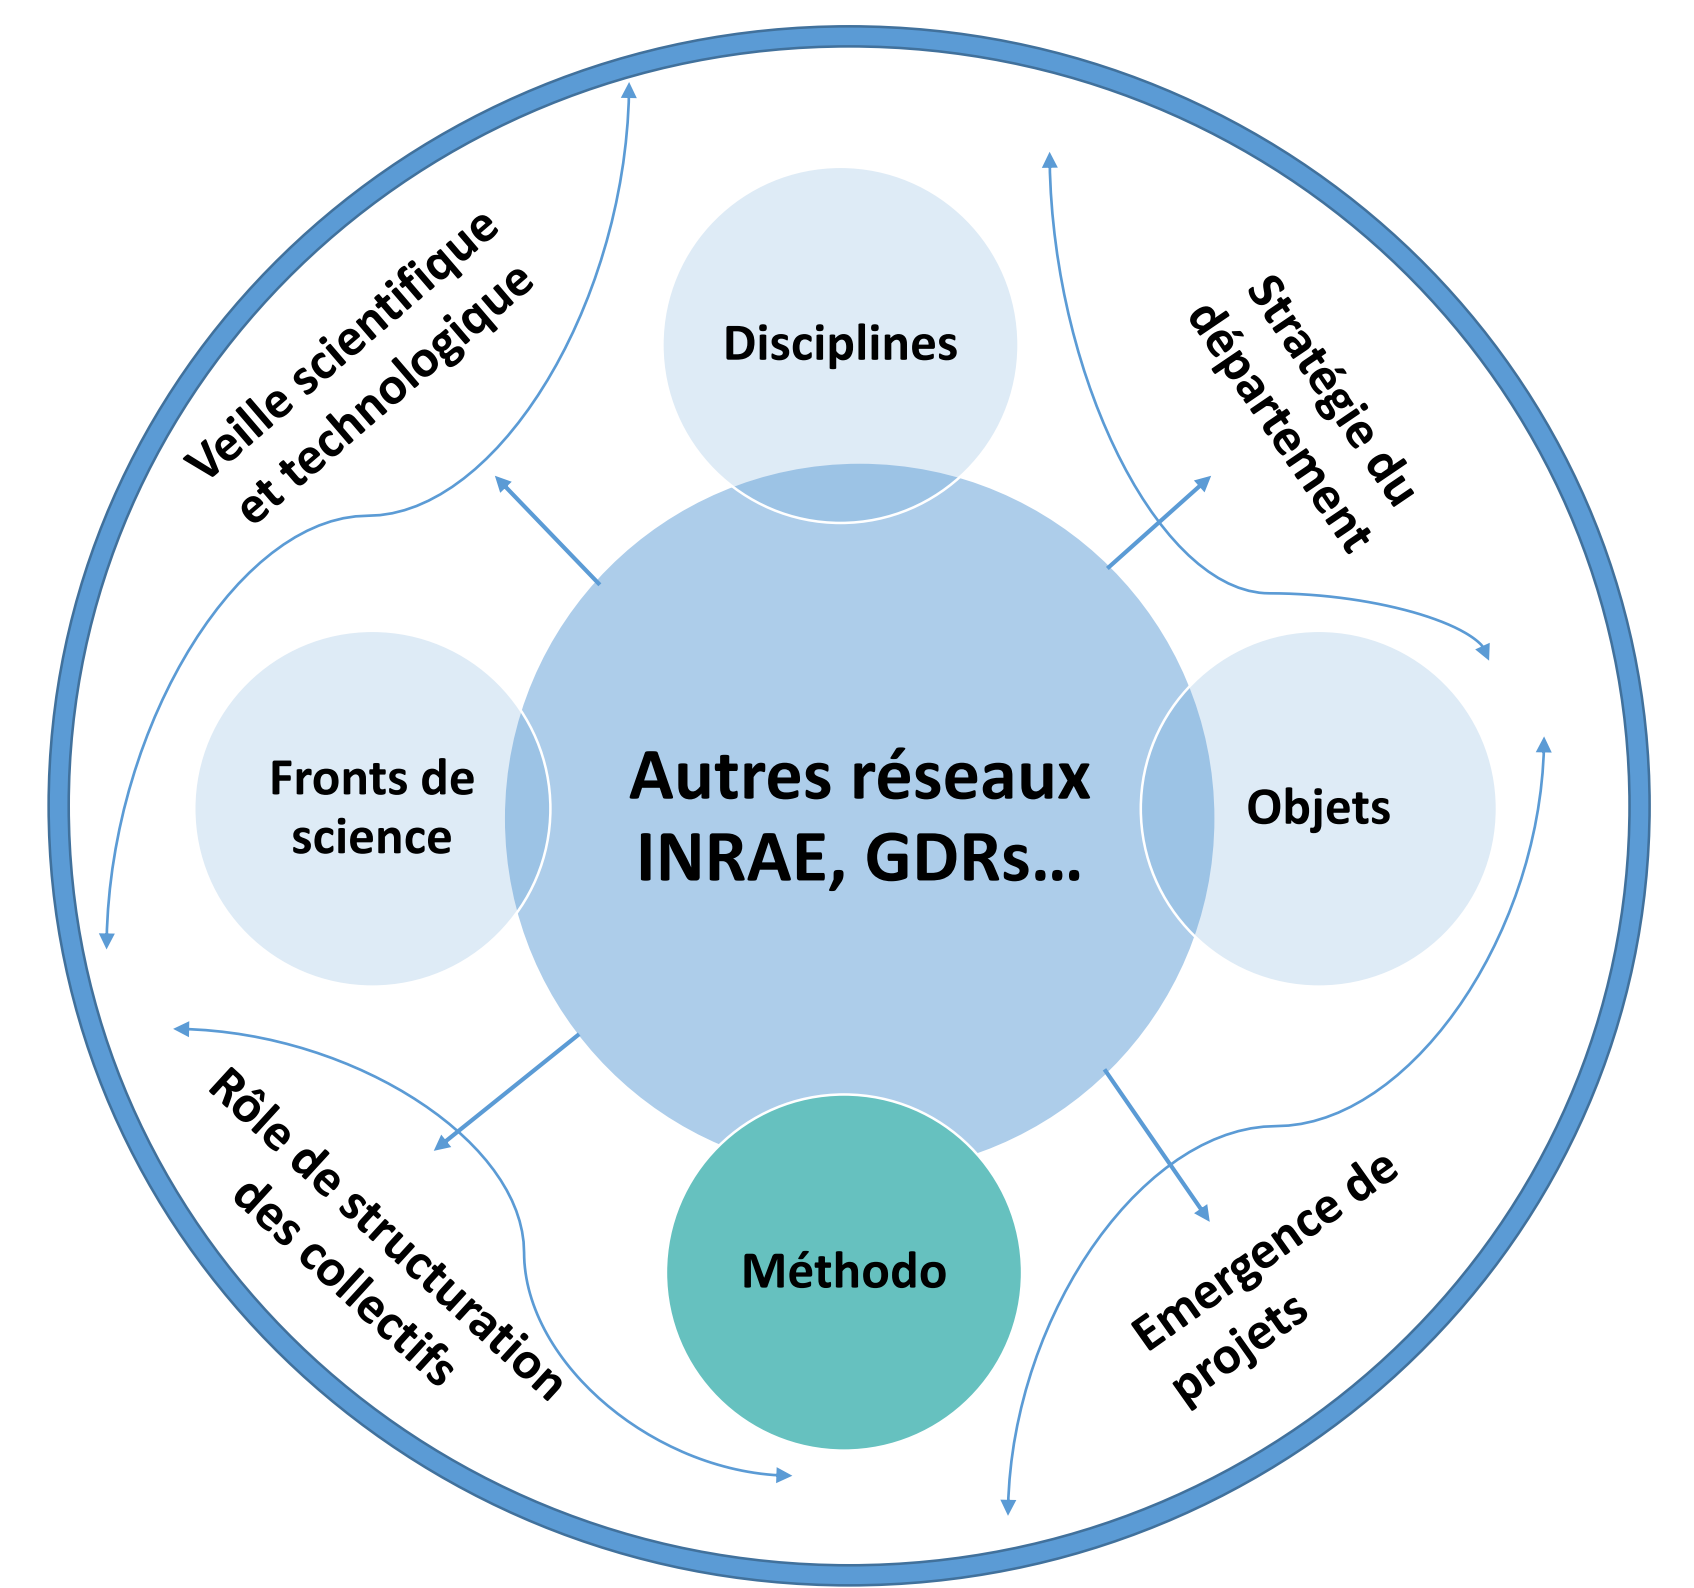 Veille scientifique
et technologique
Disciplines
Stratégie du
département
Fronts de
science
Autres réseaux
INRAE, GDRs...
Objets
Rôle de structuration
des collectifs
Méthodo
Emergence de
projets